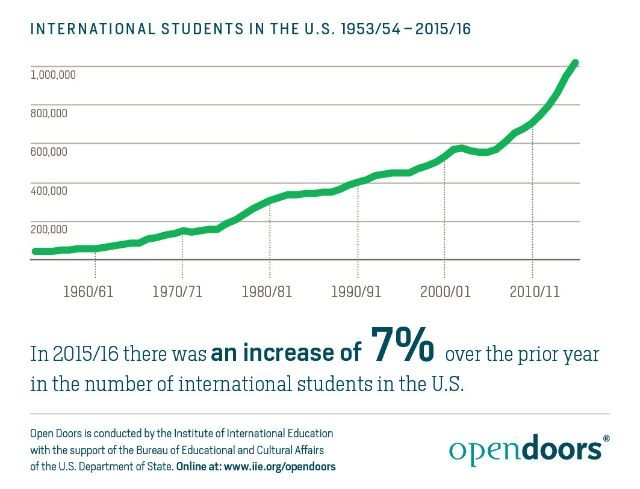 INTERNATIONAL STUDENTS IN THE U.S. 1953/54–2015/16
1,000,000
800,000
600,000
400,000
200,000
1960/61 1970/71 1980/81 1990/91 2000/01 2010/11
In 2015/16 there was an increase of 7% over the prior year
in the number of international students in the U.S.
Open Doors is conducted by the Institute of International Education
with the support of the Bureau of Educational and Cultural Affairs
of the U.S. Department of State. Online at: www.iie.org/opendoors
opendoors®